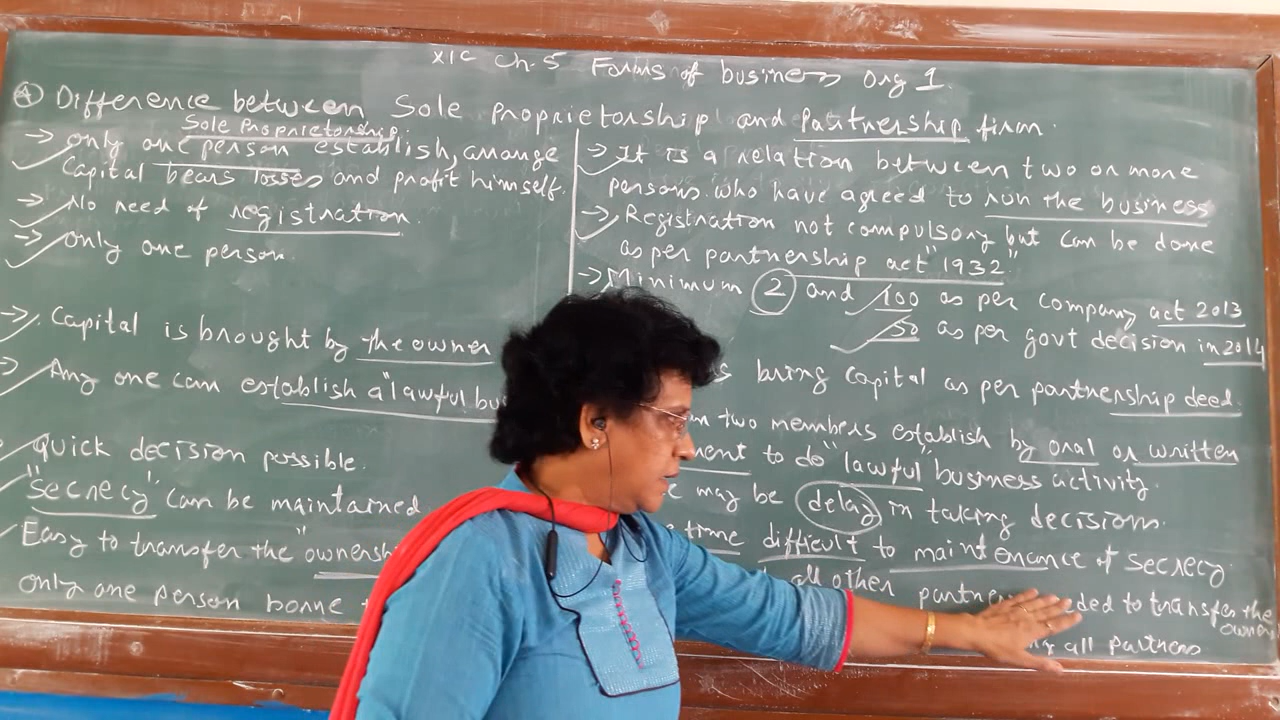 XIC Ch. 5 Forms of business org 1.
(A) Difference between Sole Proprietorship and Partnership firm.
Sole Proprietorship.
→ only one person establish, arrange
Capital bears losses and profit himself.
→ No need of registration.
→ only one person.
→ Capital is brought by the owner
→ Any one can establish a "lawful bu
Quick decision possible.
"Secrecy" can be maintained
Easy to transfer the "ownershi
only one person borne
→ It is a relation between two or more
persons who have agreed to run the business
→ Registration not compulsory but can be done
as per partnership act "1932".
→ Minimum 2 and 100 as per company act 2013
50 as per govt decision in 2014
s bring capital as per partnership deed.
two members establish by oral or written
ment to do "lawful" business activity.
may be delay in taking decisions.
time difficult to maintenance of secrecy.
all other partne ded to transfer the
owner
all partners